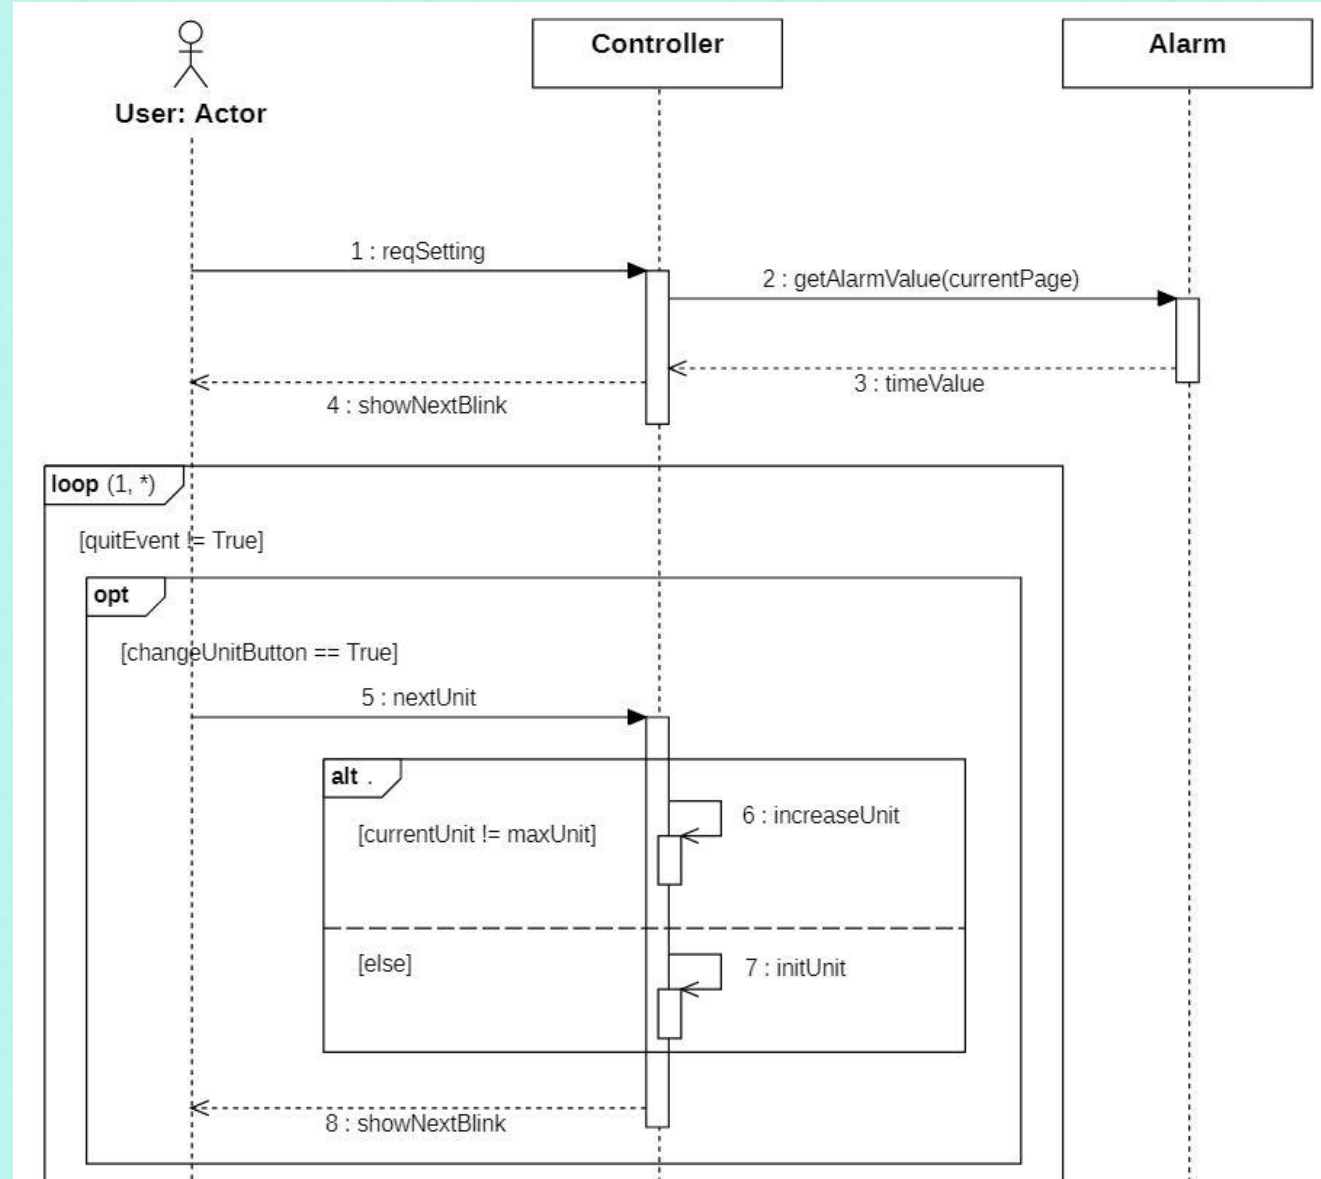 User: Actor
Controller
Alarm
1 : reqSetting
2 : getAlarmValue(currentPage)
3 : timeValue
4 : showNextBlink
loop (1, *)
[quitEvent != True]
opt
[changeUnitButton == True]
5 : nextUnit
alt .
6 : increaseUnit
[currentUnit != maxUnit]
[else]
7 : initUnit
8 : showNextBlink